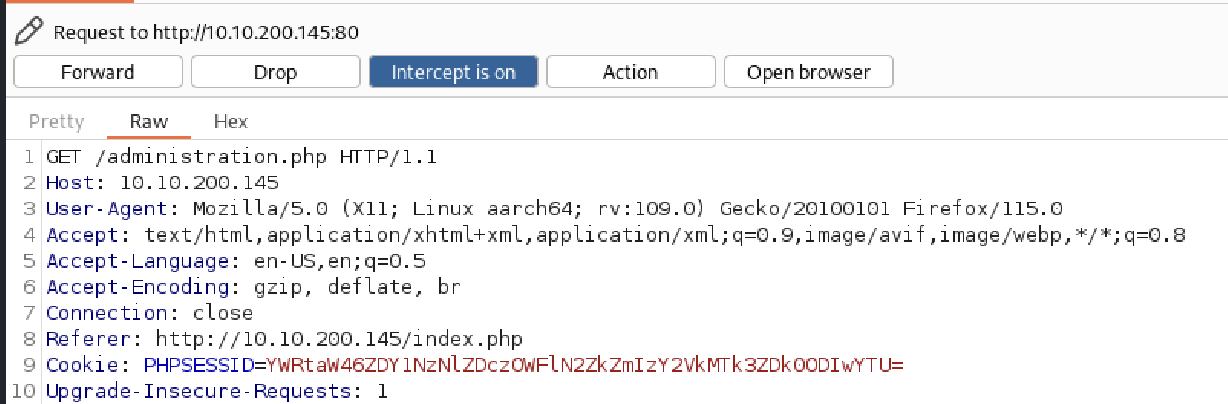 Request to http://10.10.200.145:80
Forward Drop Intercept is on Action Open browser
Pretty Raw Hex
1 GET /administration.php HTTP/1.1
2 Host: 10.10.200.145
3 User-Agent: Mozilla/5.0 (X11; Linux aarch64; rv:109.0) Gecko/20100101 Firefox/115.0
4 Accept: text/html,application/xhtml+xml,application/xml;q=0.9,image/avif,image/webp,*/*;q=0.8
5 Accept-Language: en-US,en;q=0.5
6 Accept-Encoding: gzip, deflate, br
7 Connection: close
8 Referer: http://10.10.200.145/index.php
9 Cookie: PHPSESSID=YWRtaW46ZDY1NzNlZDczOWFlN2ZkZmIzY2VkMTk3ZDk0ODIwYTU=
10 Upgrade-Insecure-Requests: 1